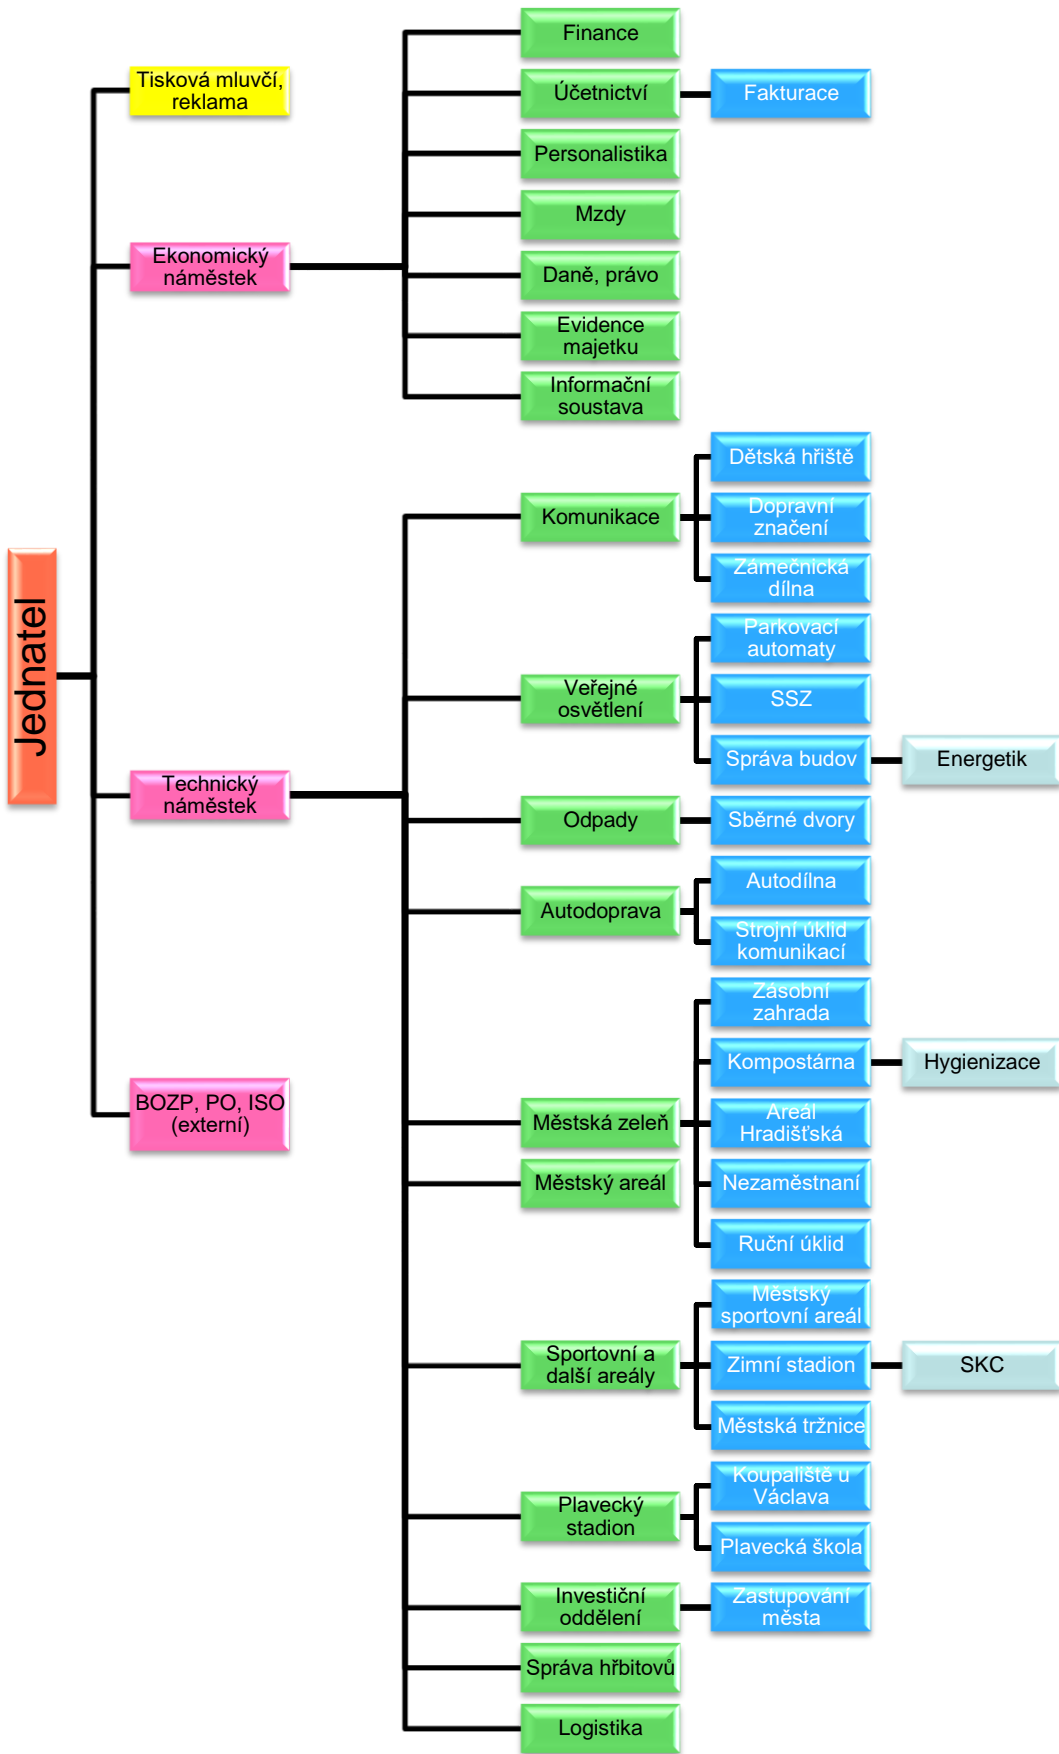 Jednatel
Tisková mluvčí,
reklama
Ekonomický
náměstek
Finance
Účetnictví
Fakturace
Personalistika
Mzdy
Daně, právo
Evidence
majetku
Informační
soustava
Technický
náměstek
Komunikace
Dětská hřiště
Dopravní
značení
Zámečnická
dílna
Veřejné
osvětlení
Parkovací
automaty
SSZ
Správa budov
Energetik
Odpady
Sběrné dvory
Autodoprava
Autodílna
Strojní úklid
komunikací
Městská zeleň
Zásobní
zahrada
Kompostárna
Hygienizace
Areál
Hradišťská
Nezaměstnaní
Ruční úklid
Městský areál
Sportovní a
další areály
Městský
sportovní areál
Zimní stadion
SKC
Městská tržnice
Plavecký
stadion
Koupaliště u
Václava
Plavecká škola
Investiční
oddělení
Zastupování
města
Správa hřbitovů
Logistika
BOZP, PO, ISO
(externí)